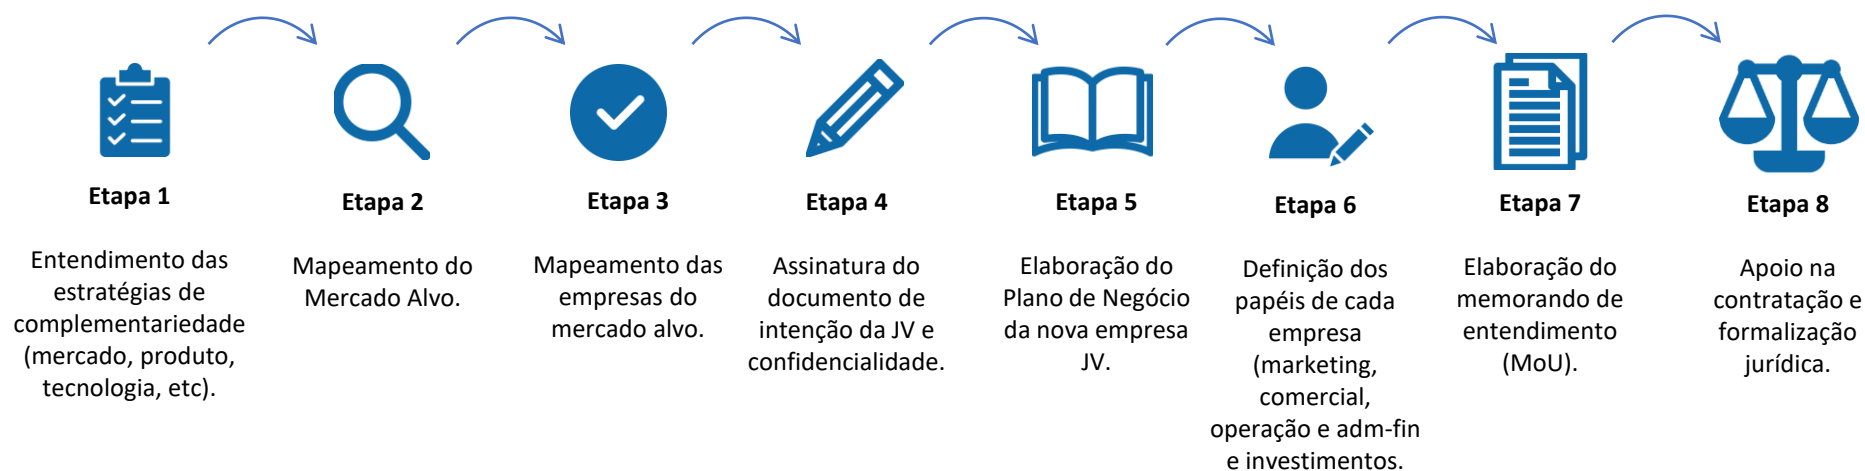 Etapa 1
Entendimento das
estratégias de
complementariedade
(mercado, produto,
tecnologia, etc).
Etapa 2
Mapeamento do
Mercado Alvo.
Etapa 3
Mapeamento das
empresas do
mercado alvo.
Etapa 4
Assinatura do
documento de
intenção da JV e
confidencialidade.
Etapa 5
Elaboração do
Plano de Negócio
da nova empresa
JV.
Etapa 6
Definição dos
papéis de cada
empresa
(marketing,
comercial,
operação e adm-fin
e investimentos.
Etapa 7
Elaboração do
memorando de
entendimento
(MoU).
Etapa 8
Apoio na
contratação e
formalização
jurídica.